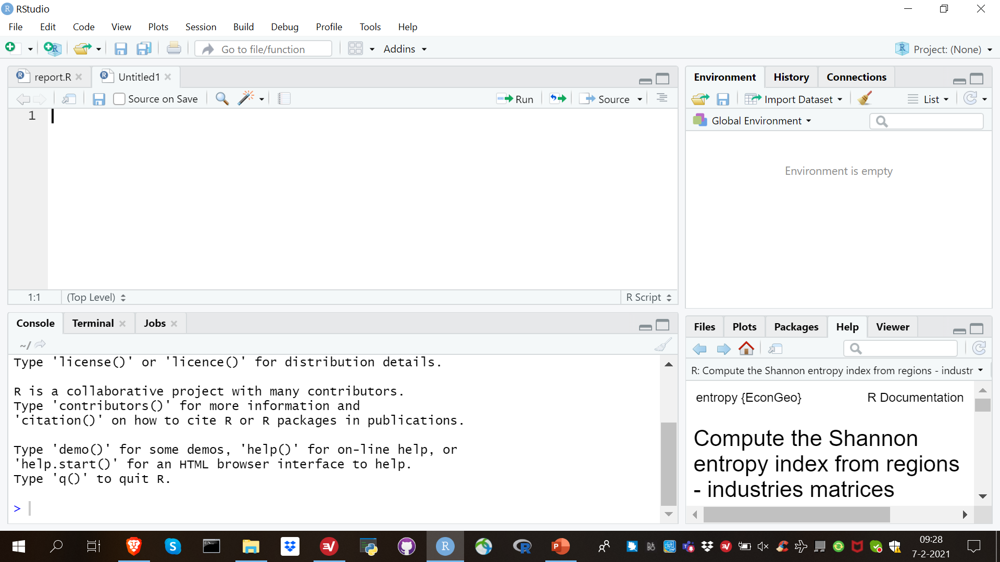 RStudio
File Edit Code View Plots Session Build Debug Profile Tools Help
Go to file/function Addins Project: (None)
report.R Untitled1
Source on Save Run Source
1
1:1 (Top Level) R Script
Console Terminal Jobs
~/
Type 'license()' or 'licence()' for distribution details.
R is a collaborative project with many contributors.
Type 'contributors()' for more information and
'citation()' on how to cite R or R packages in publications.
Type 'demo()' for some demos, 'help()' for on-line help, or
'help.start()' for an HTML browser interface to help.
Type 'q()' to quit R.
>
Environment History Connections
Import Dataset List
Global Environment
Environment is empty
Files Plots Packages Help Viewer
R: Compute the Shannon entropy index from regions - industr
entropy {EconGeo} R Documentation
Compute the Shannon
entropy index from regions
- industries matrices
09:28
7-2-2021